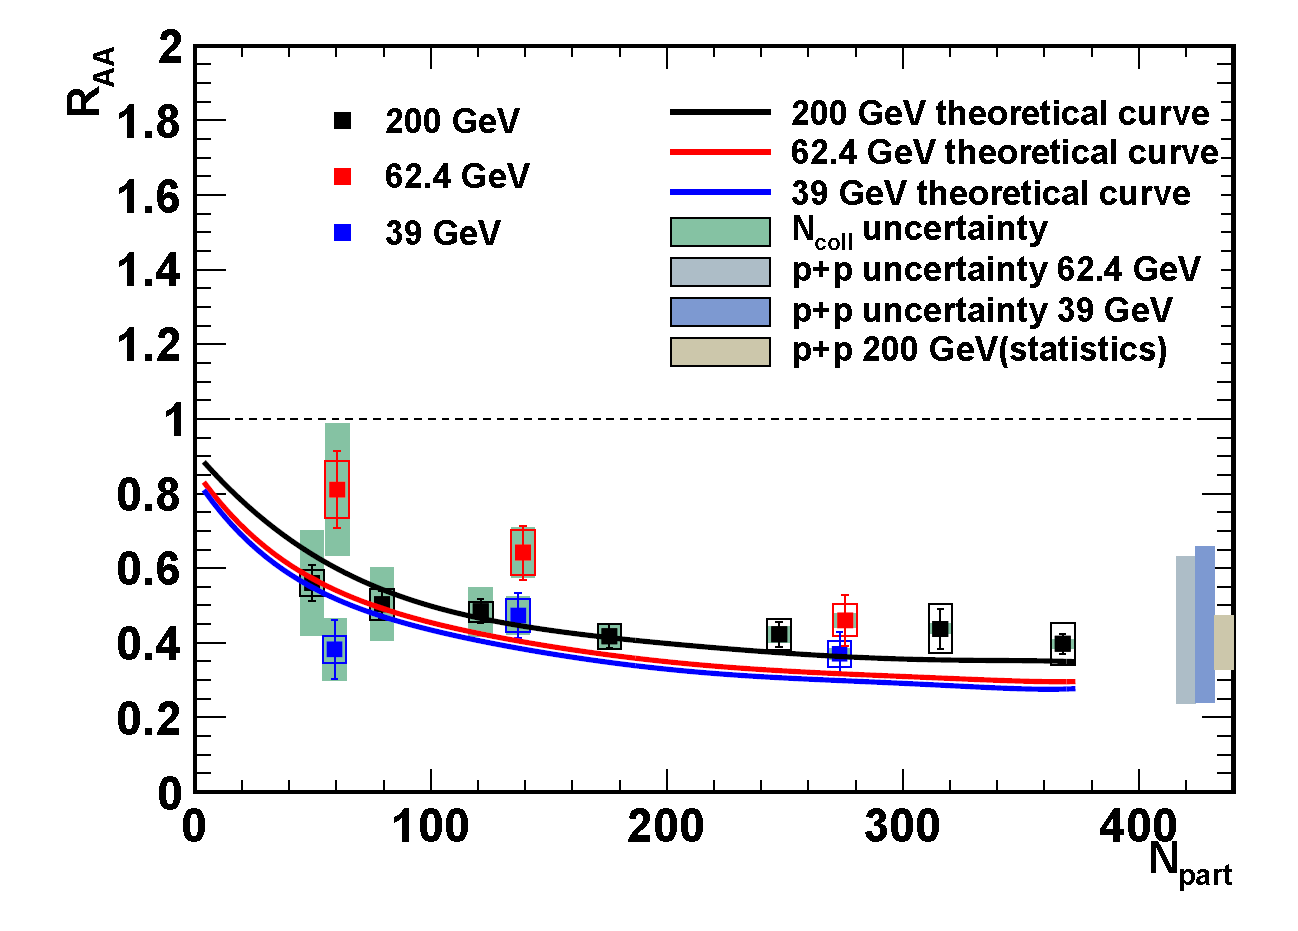 R_AA
2
1.8
1.6
1.4
1.2
1
0.8
0.6
0.4
0.2
0
200 GeV
62.4 GeV
39 GeV
200 GeV theoretical curve
62.4 GeV theoretical curve
39 GeV theoretical curve
N_coll uncertainty
p+p uncertainty 62.4 GeV
p+p uncertainty 39 GeV
p+p 200 GeV(statistics)
0 100 200 300 400
N_part